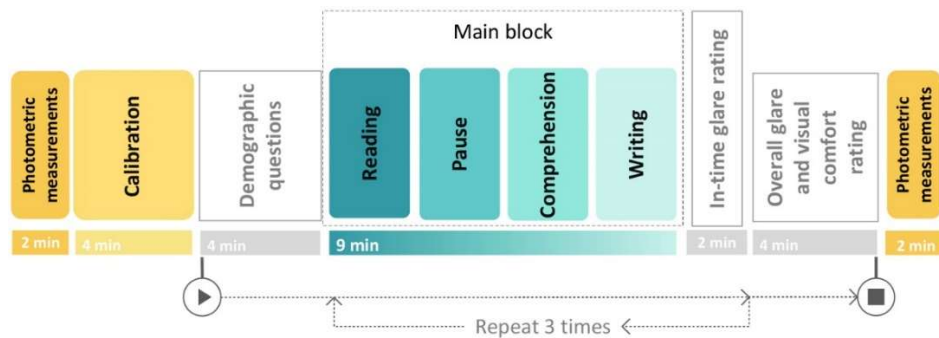 Main block
Photometric
measurements
Calibration
Demographic
questions
Reading
Pause
Comprehension
Writing
In-time glare rating
Overall glare
and visual
comfort
rating
Photometric
measurements
2 min
4 min
4 min
9 min
2 min
4 min
2 min
Repeat 3 times